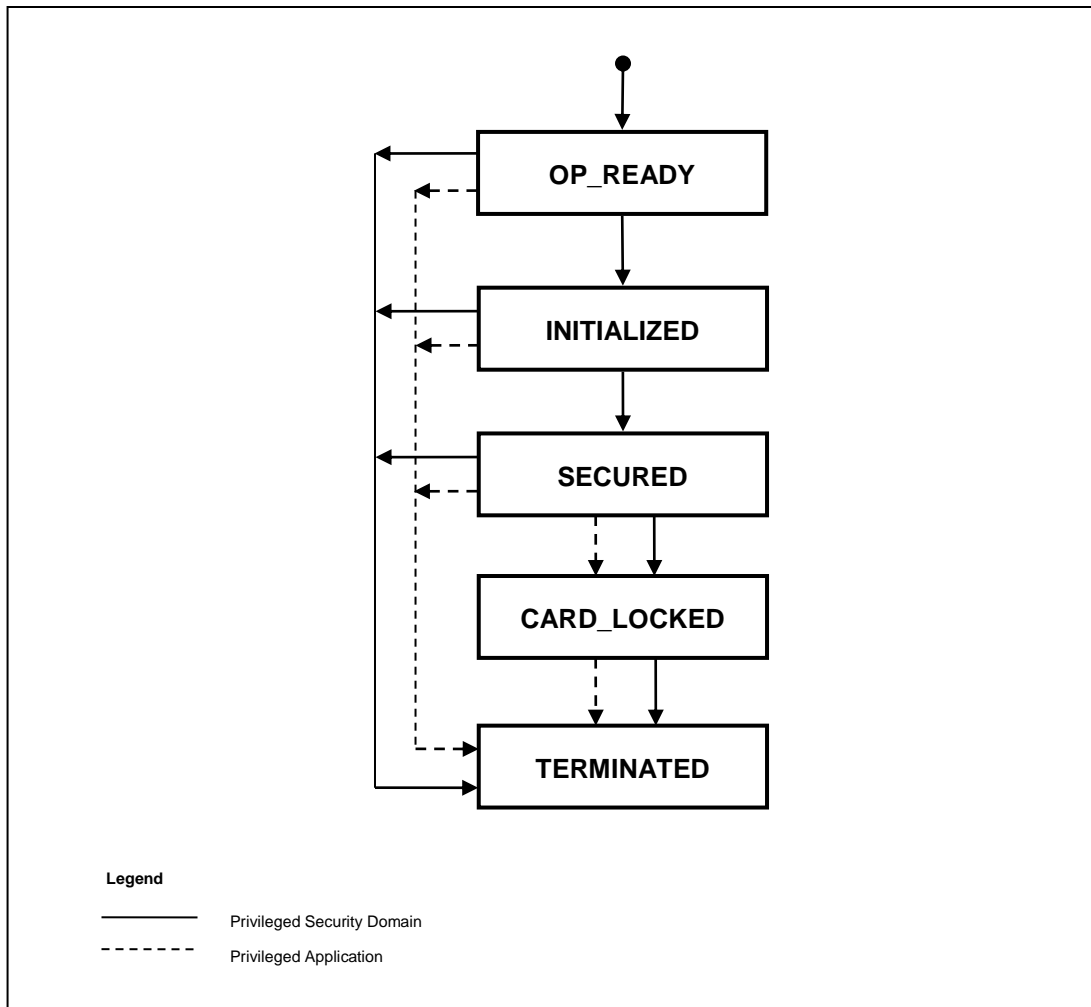 OP_READY
INITIALIZED
SECURED
CARD_LOCKED
TERMINATED
Legend
Privileged Security Domain
Privileged Application